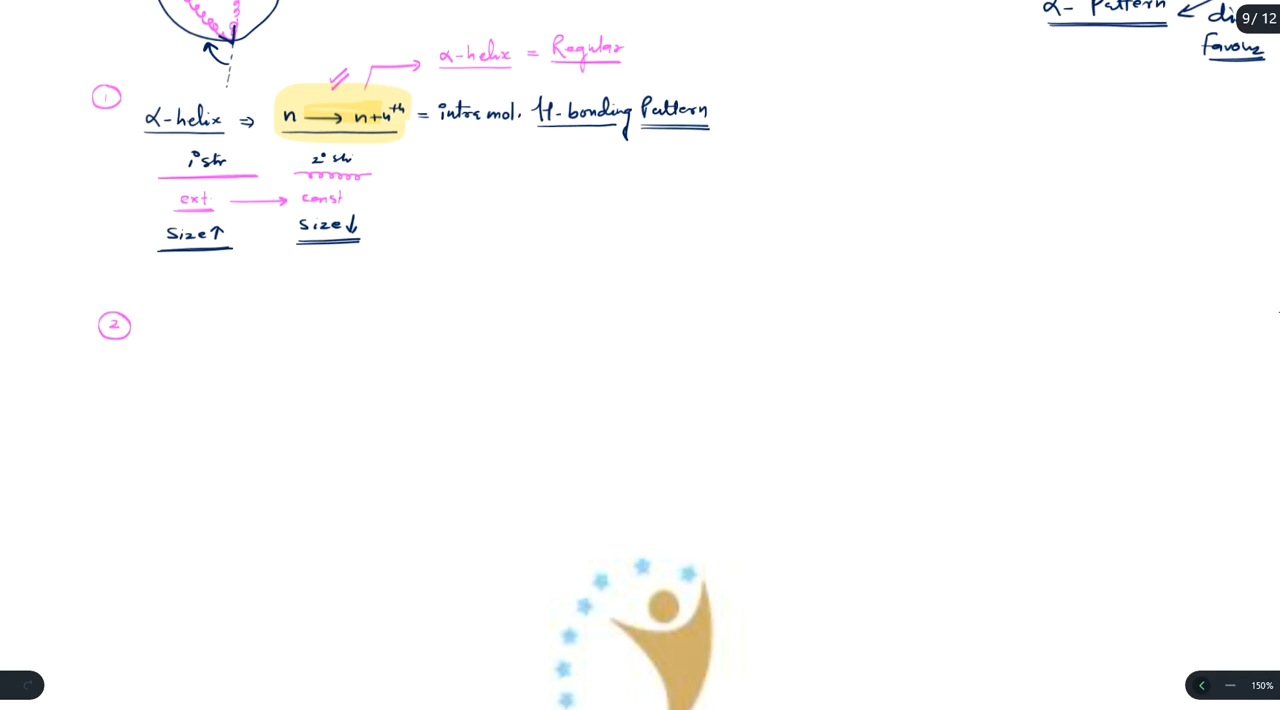 α- Pattern ← di
9 / 12
favour
α-helix = Regular
1
α-helix ⇒ n → n+4th = intra mol. H-bonding Pattern
1° str 2° str
ext. → const
Size↑ Size↓
2
150%